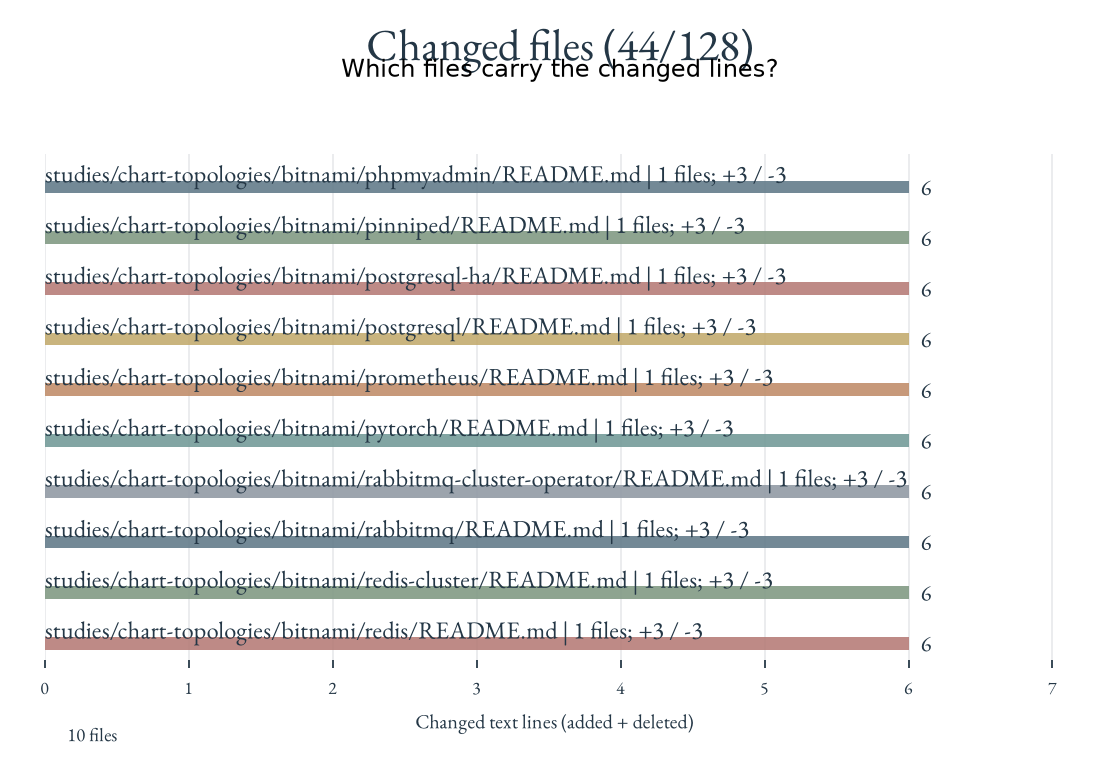 Changed files (44/128)
Which files carry the changed lines?
studies/chart-topologies/bitnami/phpmyadmin/README.md | 1 files; +3 / -3
6
studies/chart-topologies/bitnami/pinniped/README.md | 1 files; +3 / -3
6
studies/chart-topologies/bitnami/postgresql-ha/README.md | 1 files; +3 / -3
6
studies/chart-topologies/bitnami/postgresql/README.md | 1 files; +3 / -3
6
studies/chart-topologies/bitnami/prometheus/README.md | 1 files; +3 / -3
6
studies/chart-topologies/bitnami/pytorch/README.md | 1 files; +3 / -3
6
studies/chart-topologies/bitnami/rabbitmq-cluster-operator/README.md | 1 files; +3 / -3
6
studies/chart-topologies/bitnami/rabbitmq/README.md | 1 files; +3 / -3
6
studies/chart-topologies/bitnami/redis-cluster/README.md | 1 files; +3 / -3
6
studies/chart-topologies/bitnami/redis/README.md | 1 files; +3 / -3
6
0 1 2 3 4 5 6 7
Changed text lines (added + deleted)
10 files